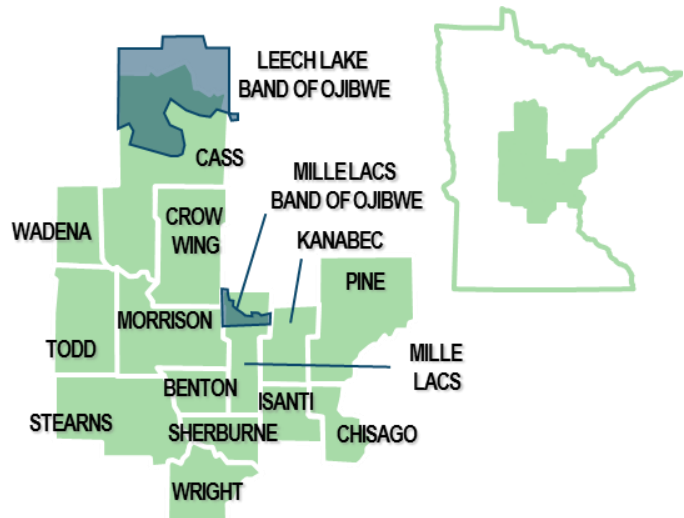 LEECH LAKE
BAND OF OJIBWE
CASS
MILLE LACS
BAND OF OJIBWE
WADENA
CROW
WING
KANABEC
PINE
MORRISON
TODD
MILLE
LACS
BENTON
ISANTI
STEARNS
SHERBURNE
CHISAGO
WRIGHT